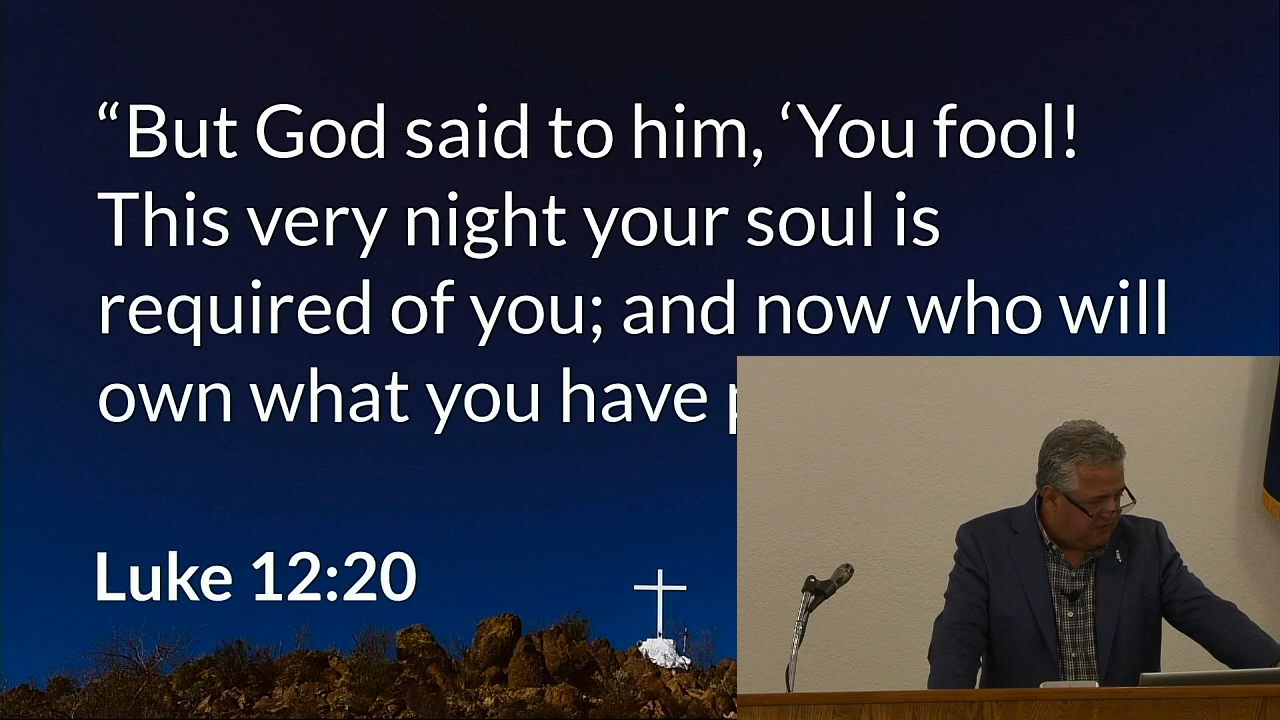 “But God said to him, ‘You fool!
This very night your soul is
required of you; and now who will
own what you have
Luke 12:20